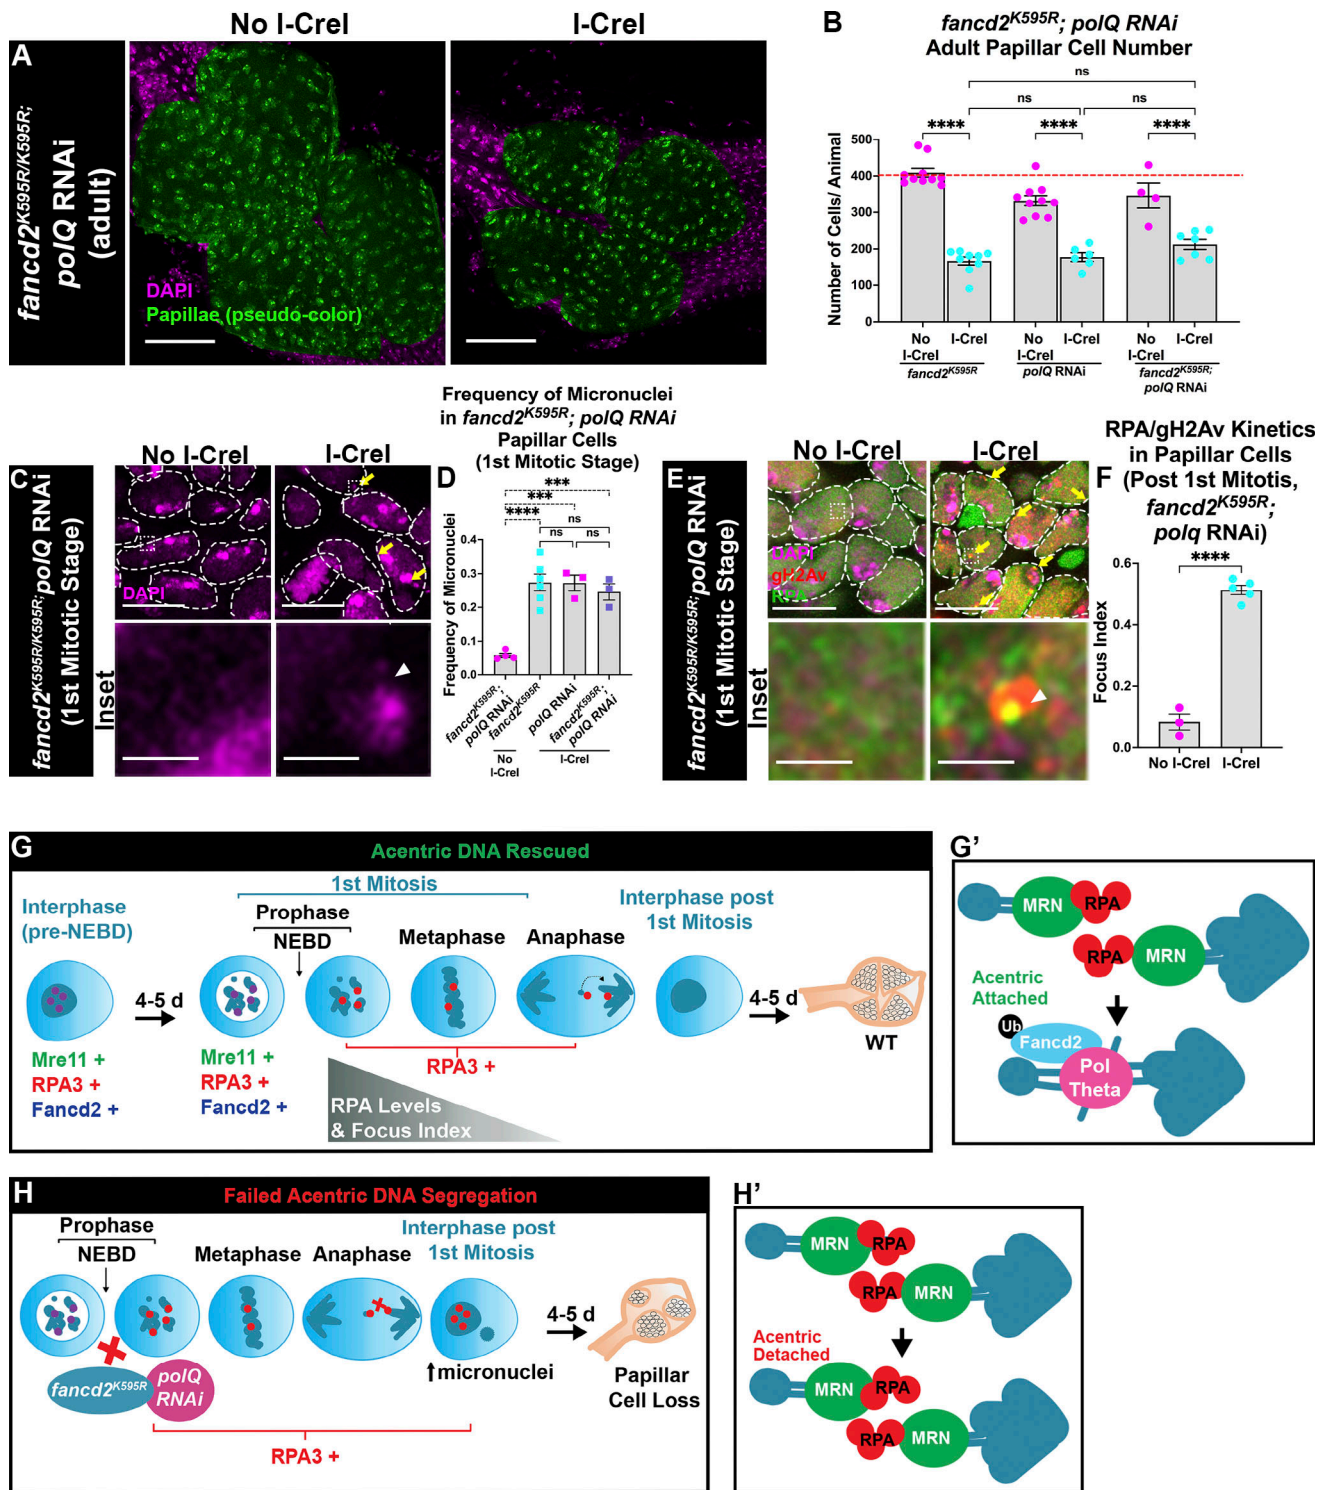 No I-CreI
I-CreI
A
fancd2K595R/K595R;
polQ RNAi
(adult)
DAPI
Papillae (pseudo-color)
B
fancd2K595R; polQ RNAi
Adult Papillar Cell Number
ns
ns
ns
****
****
****
Number of Cells/ Animal
500
400
300
200
100
0
No
I-CreI
I-CreI
No
I-CreI
I-CreI
No
I-CreI
I-CreI
fancd2K595R
polQ RNAi
fancd2K595R;
polQ RNAi
C
fancd2K595R/K595R; polQ RNAi
(1st Mitotic Stage)
No I-CreI
I-CreI
DAPI
Inset
Frequency of Micronuclei
in fancd2K595R; polQ RNAi
Papillar Cells
(1st Mitotic Stage)
D
***
***
****
ns
ns
ns
Frequency of Micronuclei
0.4
0.3
0.2
0.1
0.0
fancd2K595R;
polQ RNAi
fancd2K595R
polQ RNAi
fancd2K595R;
polQ RNAi
No
I-CreI
I-CreI
E
fancd2K595R/K595R; polQ RNAi
(1st Mitotic Stage)
No I-CreI
I-CreI
DAPI
gH2Av
RPA
Inset
RPA/gH2Av Kinetics
in Papillar Cells
(Post 1st Mitotis,
fancd2K595R;
polq RNAi)
F
****
Focus Index
0.6
0.4
0.2
0.0
No I-CreI
I-CreI
G
Acentric DNA Rescued
1st Mitosis
Interphase
(pre-NEBD)
Prophase
NEBD
Metaphase
Anaphase
Interphase post
1st Mitosis
4-5 d
4-5 d
WT
Mre11 +
RPA3 +
Fancd2 +
Mre11 +
RPA3 +
Fancd2 +
RPA3 +
RPA Levels
& Focus Index
G’
MRN
RPA
RPA
MRN
Acentric
Attached
Ub
Fancd2
Pol
Theta
H
Failed Acentric DNA Segregation
Prophase
NEBD
Metaphase
Anaphase
Interphase post
1st Mitosis
4-5 d
fancd2K595R
polQ
RNAi
↑micronuclei
Papillar
Cell Loss
RPA3 +
H’
MRN
RPA
RPA
MRN
Acentric
Detached
MRN
RPA
RPA
MRN